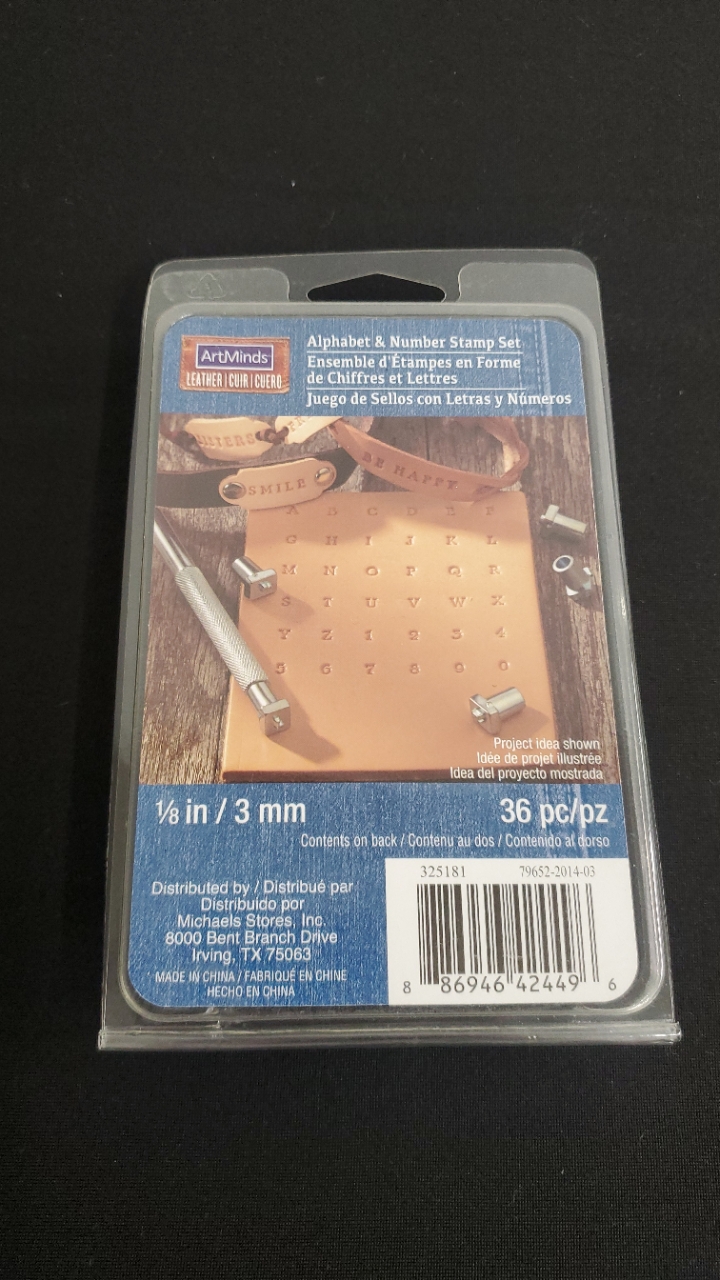 ArtMinds
LEATHER | CUIR | CUERO
Alphabet & Number Stamp Set
Ensemble d'Étampes en Forme
de Chiffres et Lettres
Juego de Sellos con Letras y Números
BE HAPPY
SMILE
A B C D E F
G H I J K L
M N O P Q R
S T U V W X
Y Z 1 2 3 4
5 6 7 8 9 0
Project idea shown
Idée de projet illustrée
Idea del proyecto mostrada
1/8 in / 3 mm
36 pc/pz
Contents on back / Contenu au dos / Contenido al dorso
Distributed by / Distribué par
Distribuido por
Michaels Stores, Inc.
8000 Bent Branch Drive
Irving, TX 75063
MADE IN CHINA / FABRIQUÉ EN CHINE
HECHO EN CHINA
325181 79652-2014-03
8 86946 42449 6